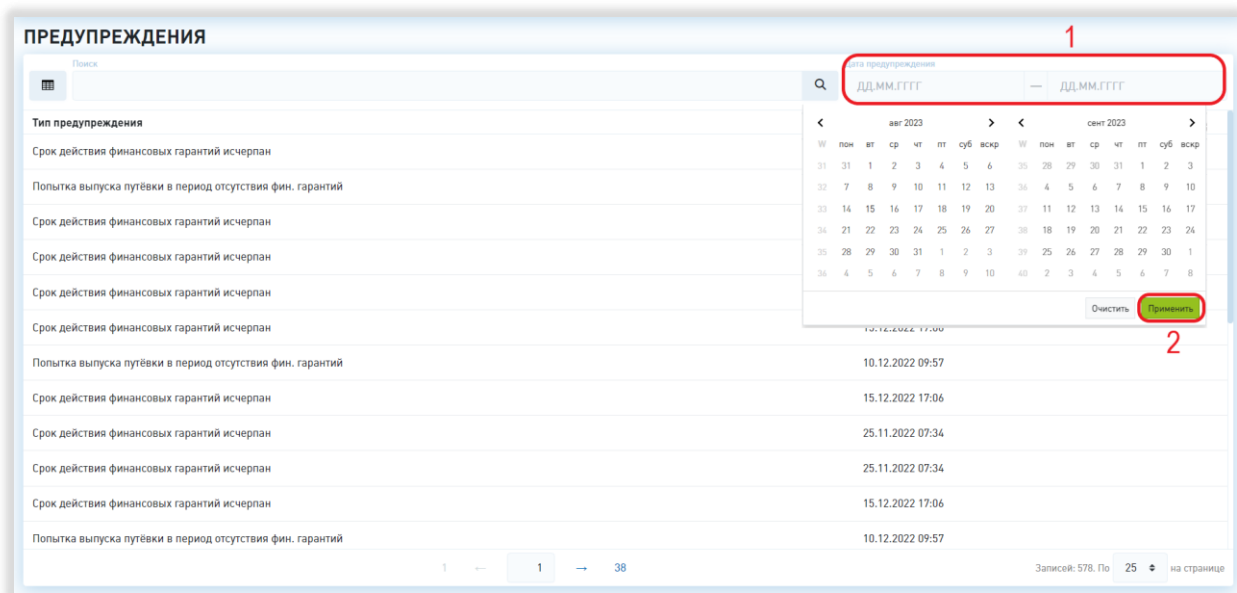 ПРЕДУПРЕЖДЕНИЯ
1
Поиск
Дата предупреждения
ДД.ММ.ГГГГ — ДД.ММ.ГГГГ
Тип предупреждения
авг 2023 сент 2023
W пон вт ср чт пт суб вскр W пон вт ср чт пт суб вскр
Срок действия финансовых гарантий исчерпан
31 31 1 2 3 4 5 6 35 28 29 30 31 1 2 3
Попытка выпуска путёвки в период отсутствия фин. гарантий
32 7 8 9 10 11 12 13 36 4 5 6 7 8 9 10
33 14 15 16 17 18 19 20 37 11 12 13 14 15 16 17
Срок действия финансовых гарантий исчерпан
34 21 22 23 24 25 26 27 38 18 19 20 21 22 23 24
Срок действия финансовых гарантий исчерпан
35 28 29 30 31 1 2 3 39 25 26 27 28 29 30 1
36 4 5 6 7 8 9 10 40 2 3 4 5 6 7 8
Срок действия финансовых гарантий исчерпан
Очистить Применить
2
Срок действия финансовых гарантий исчерпан
Попытка выпуска путёвки в период отсутствия фин. гарантий 10.12.2022 09:57
Срок действия финансовых гарантий исчерпан 15.12.2022 17:06
Срок действия финансовых гарантий исчерпан 25.11.2022 07:34
Срок действия финансовых гарантий исчерпан 25.11.2022 07:34
Срок действия финансовых гарантий исчерпан 15.12.2022 17:06
Попытка выпуска путёвки в период отсутствия фин. гарантий 10.12.2022 09:57
1 ← 1 → 38 Записей: 578. По 25 на странице